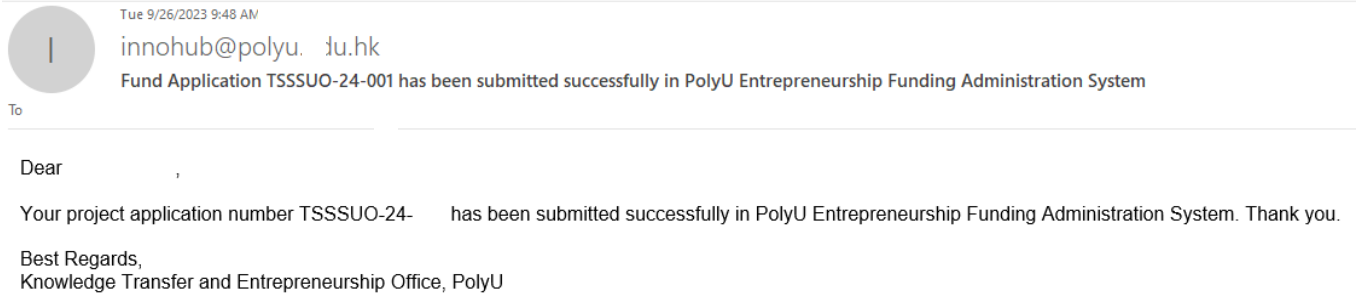 I
Tue 9/26/2023 9:48 AM
innohub@polyu. du.hk
Fund Application TSSSUO-24-001 has been submitted successfully in PolyU Entrepreneurship Funding Administration System
To
Dear ,
Your project application number TSSSUO-24- has been submitted successfully in PolyU Entrepreneurship Funding Administration System. Thank you.
Best Regards,
Knowledge Transfer and Entrepreneurship Office, PolyU